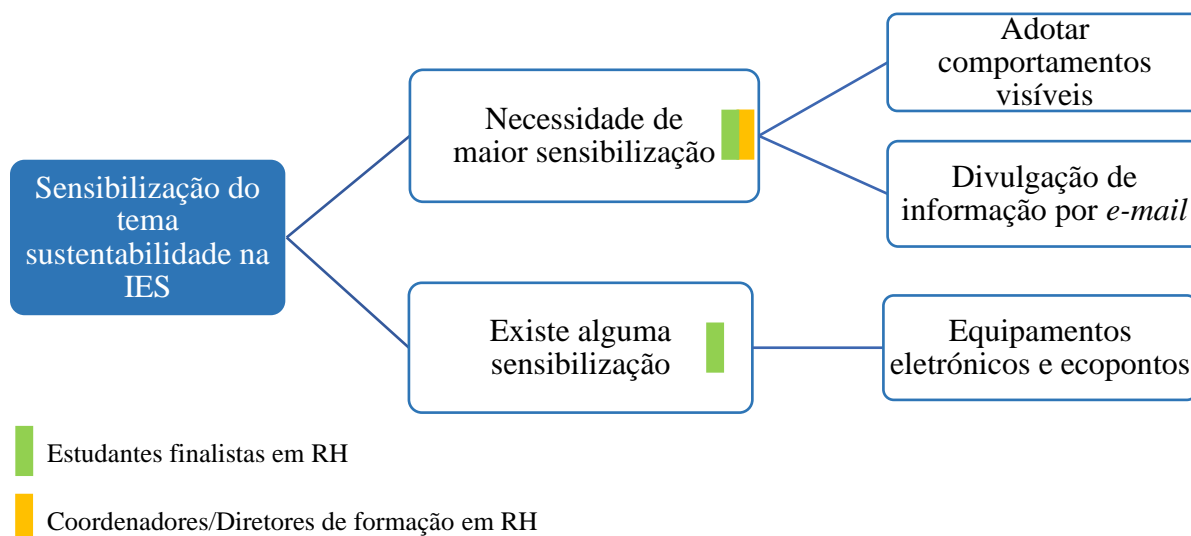 Sensibilização do
tema
sustentabilidade na
IES
Necessidade de
maior sensibilização
Adotar
comportamentos
visíveis
Divulgação de
informação por e-mail
Existe alguma
sensibilização
Equipamentos
eletrónicos e ecopontos
Estudantes finalistas em RH
Coordenadores/Diretores de formação em RH